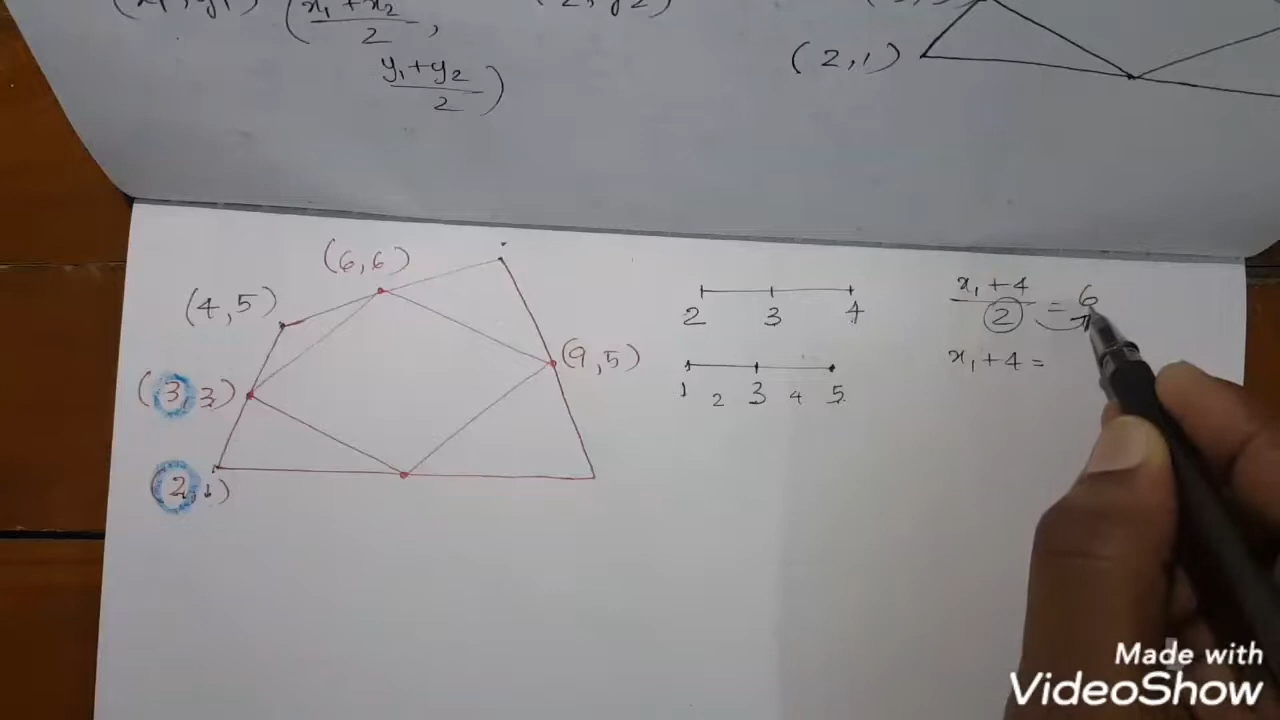 (x₁+x₂
2 ,
y₁+y₂
2 )
(2,1)
(6,6)
(4,5)
(3,3)
(2,1)
(9,5)
2 3 4
1 2 3 4 5
x₁+4
2 = 6
x₁+4 =
Made with
VideoShow